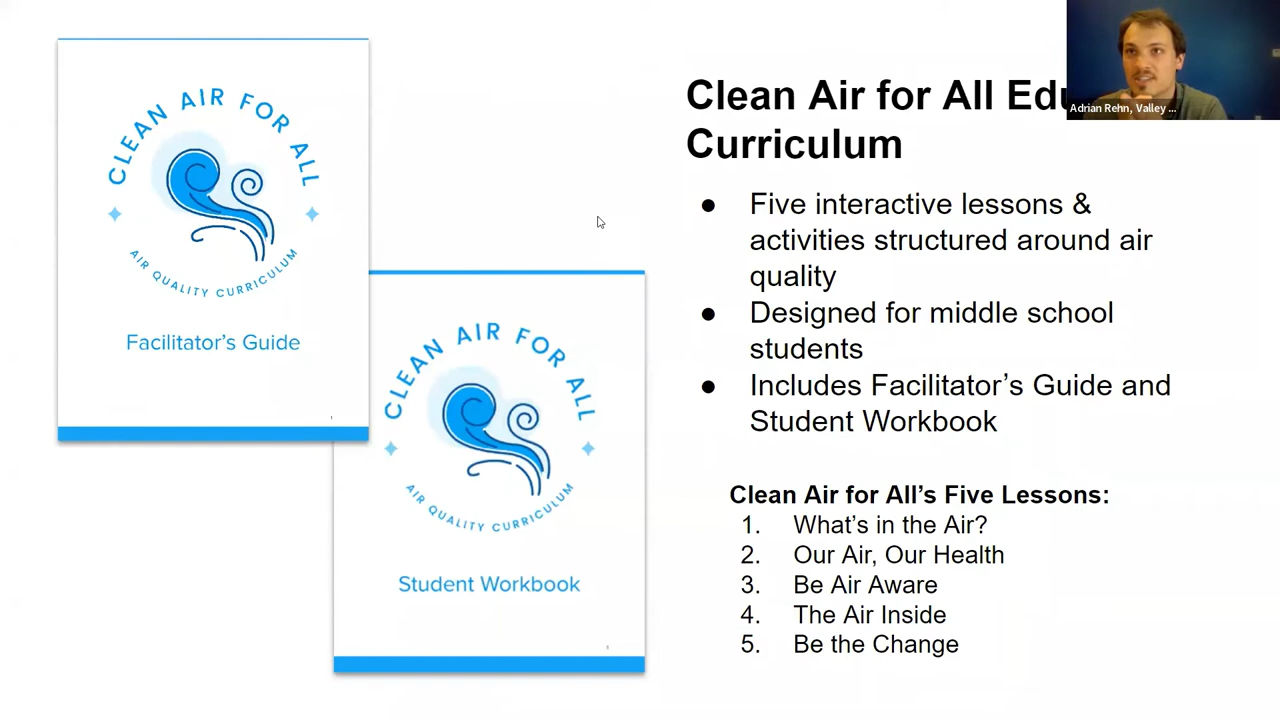 CLEAN AIR FOR ALL
AIR QUALITY CURRICULUM
Facilitator's Guide
CLEAN AIR FOR ALL
AIR QUALITY CURRICULUM
Student Workbook
Clean Air for All Edu
Curriculum
● Five interactive lessons &
activities structured around air
quality
● Designed for middle school
students
● Includes Facilitator's Guide and
Student Workbook
Clean Air for All's Five Lessons:
1. What's in the Air?
2. Our Air, Our Health
3. Be Air Aware
4. The Air Inside
5. Be the Change
Adrian Rehn, Valley ...